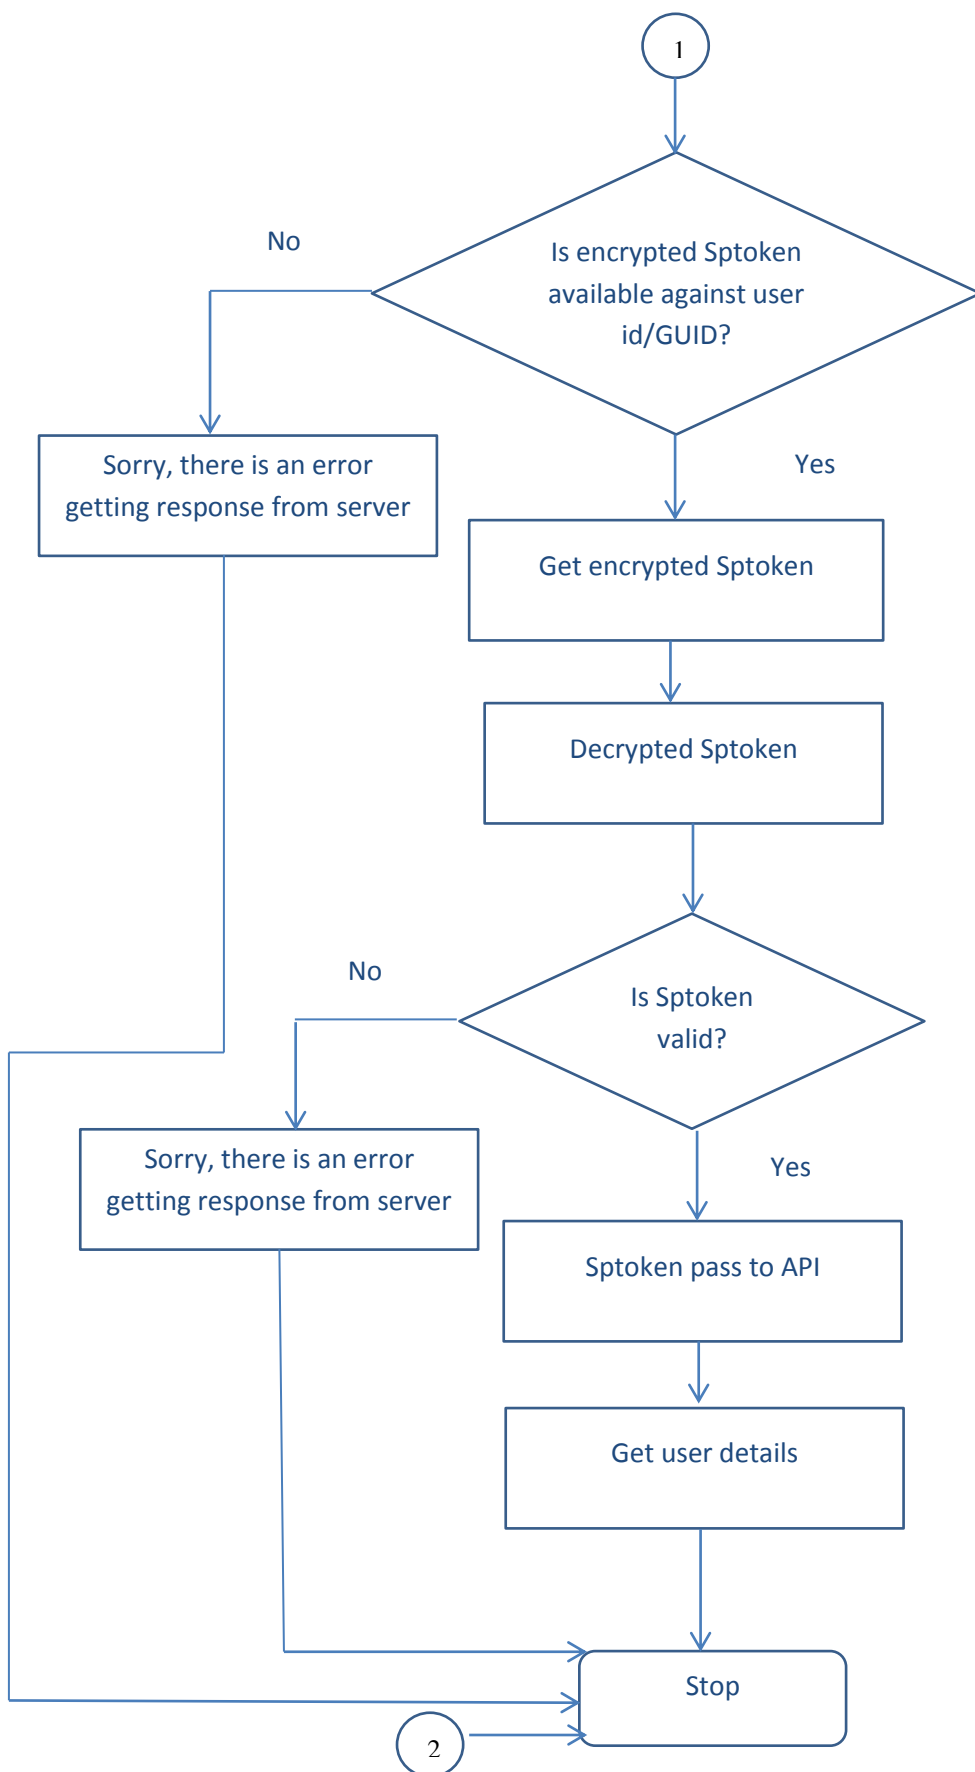 1
No
Is encrypted Sptoken
available against user
id/GUID?
Sorry, there is an error
getting response from server
Yes
Get encrypted Sptoken
Decrypted Sptoken
No
Is Sptoken
valid?
Sorry, there is an error
getting response from server
Yes
Sptoken pass to API
Get user details
Stop
2